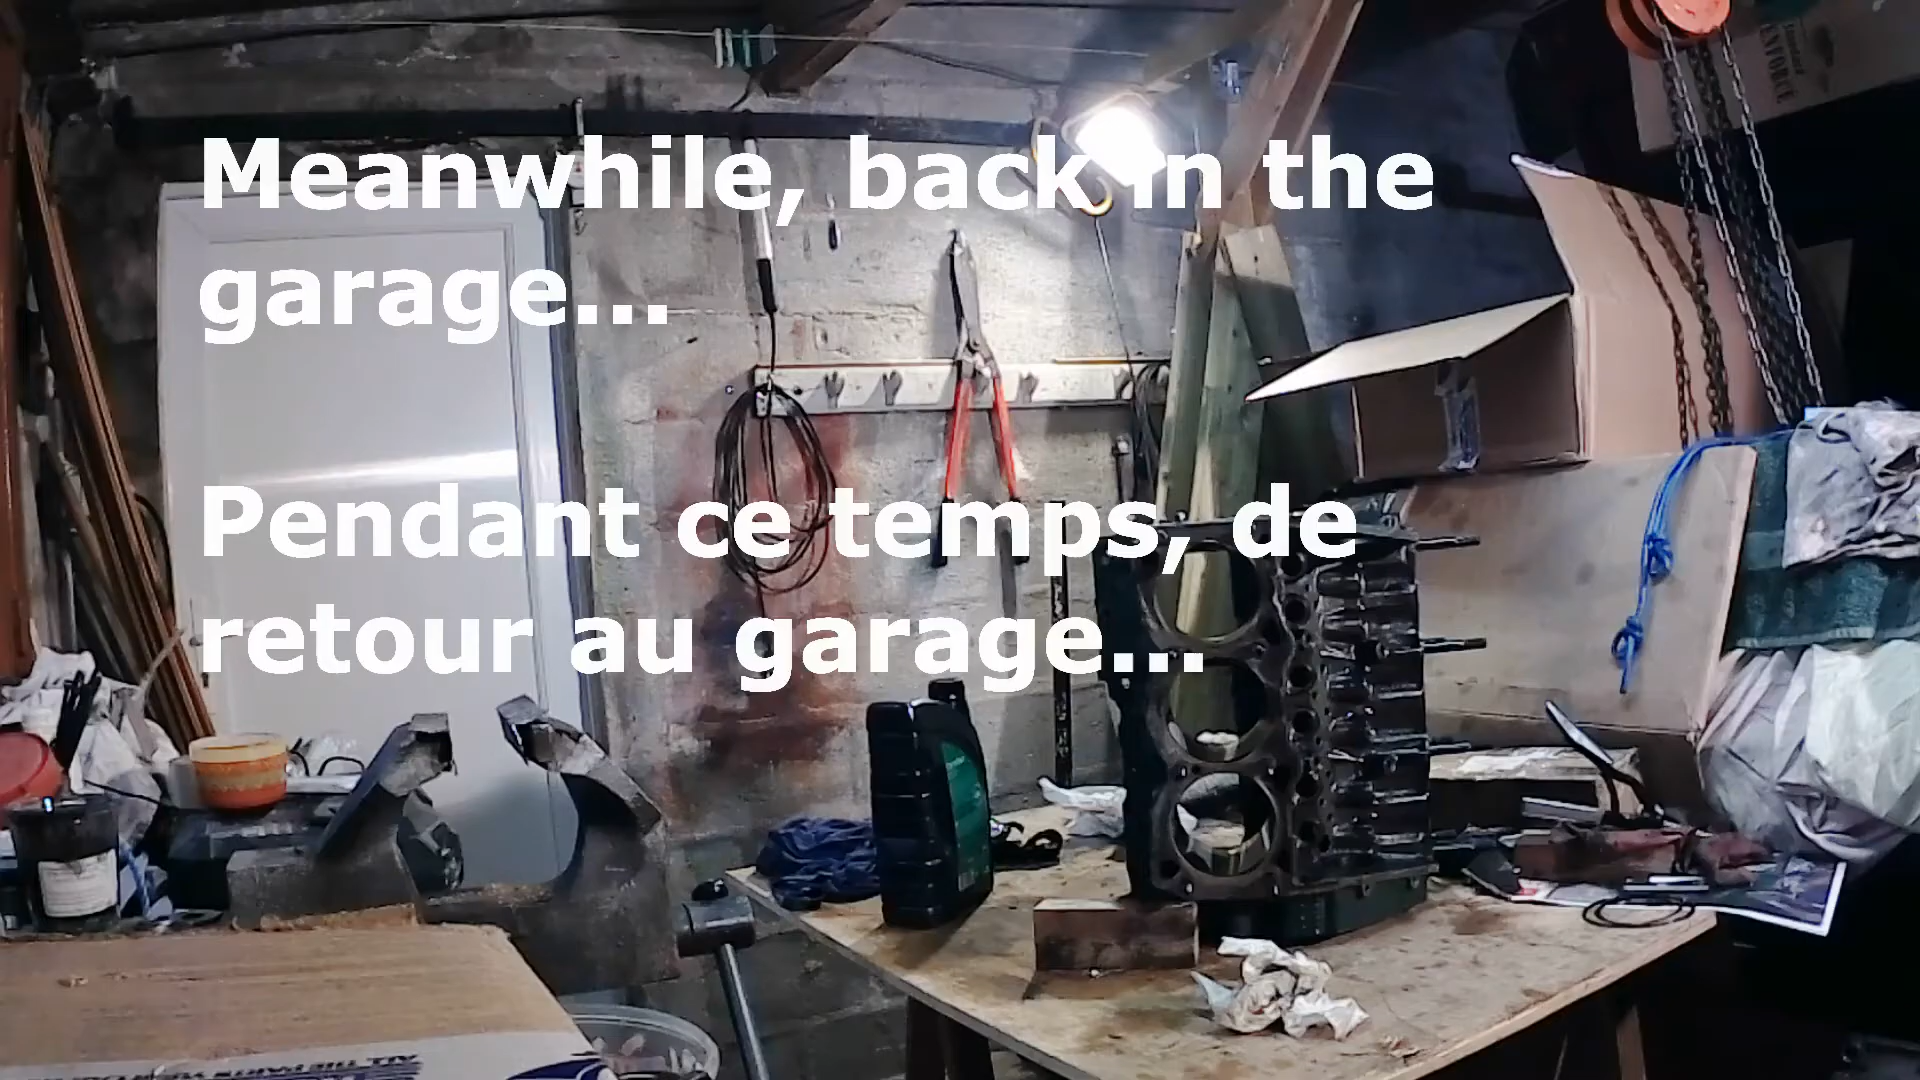 Meanwhile, back in the
garage...
Pendant ce temps, de
retour au garage...